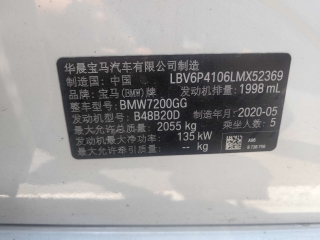 华晨宝马汽车有限公司制造
制造国: 中国 LBV6P4106LMX52369
品牌: 宝马(BMW)牌 发动机排量: 1998 mL
整车型号: BMW7200GG
发动机型号: B48B20D 制造年月: 2020-05
最大允许总质量: 2055 kg 乘坐人数: 5
发动机最大净功率: 135 kW
最大允许牵引质量: -- kg